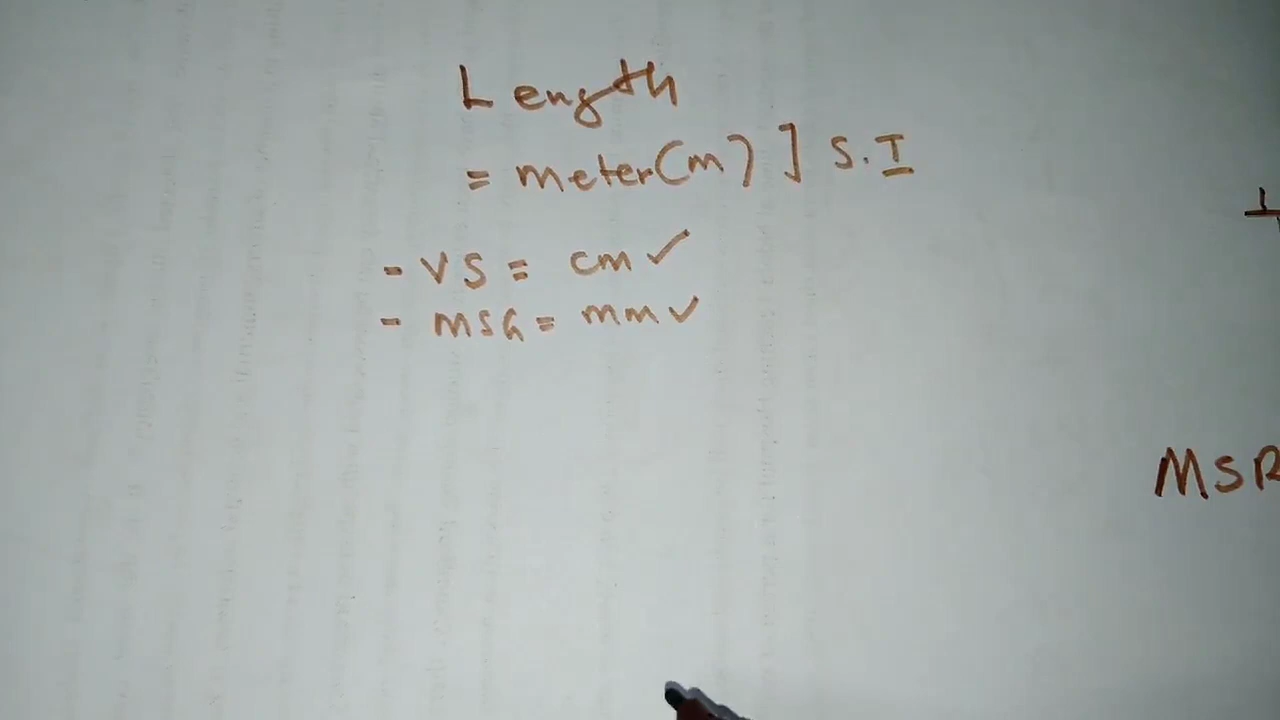 Length
= meter(m) ] S.I
- VS = cm ✓
- MSG = mm ✓
MSR